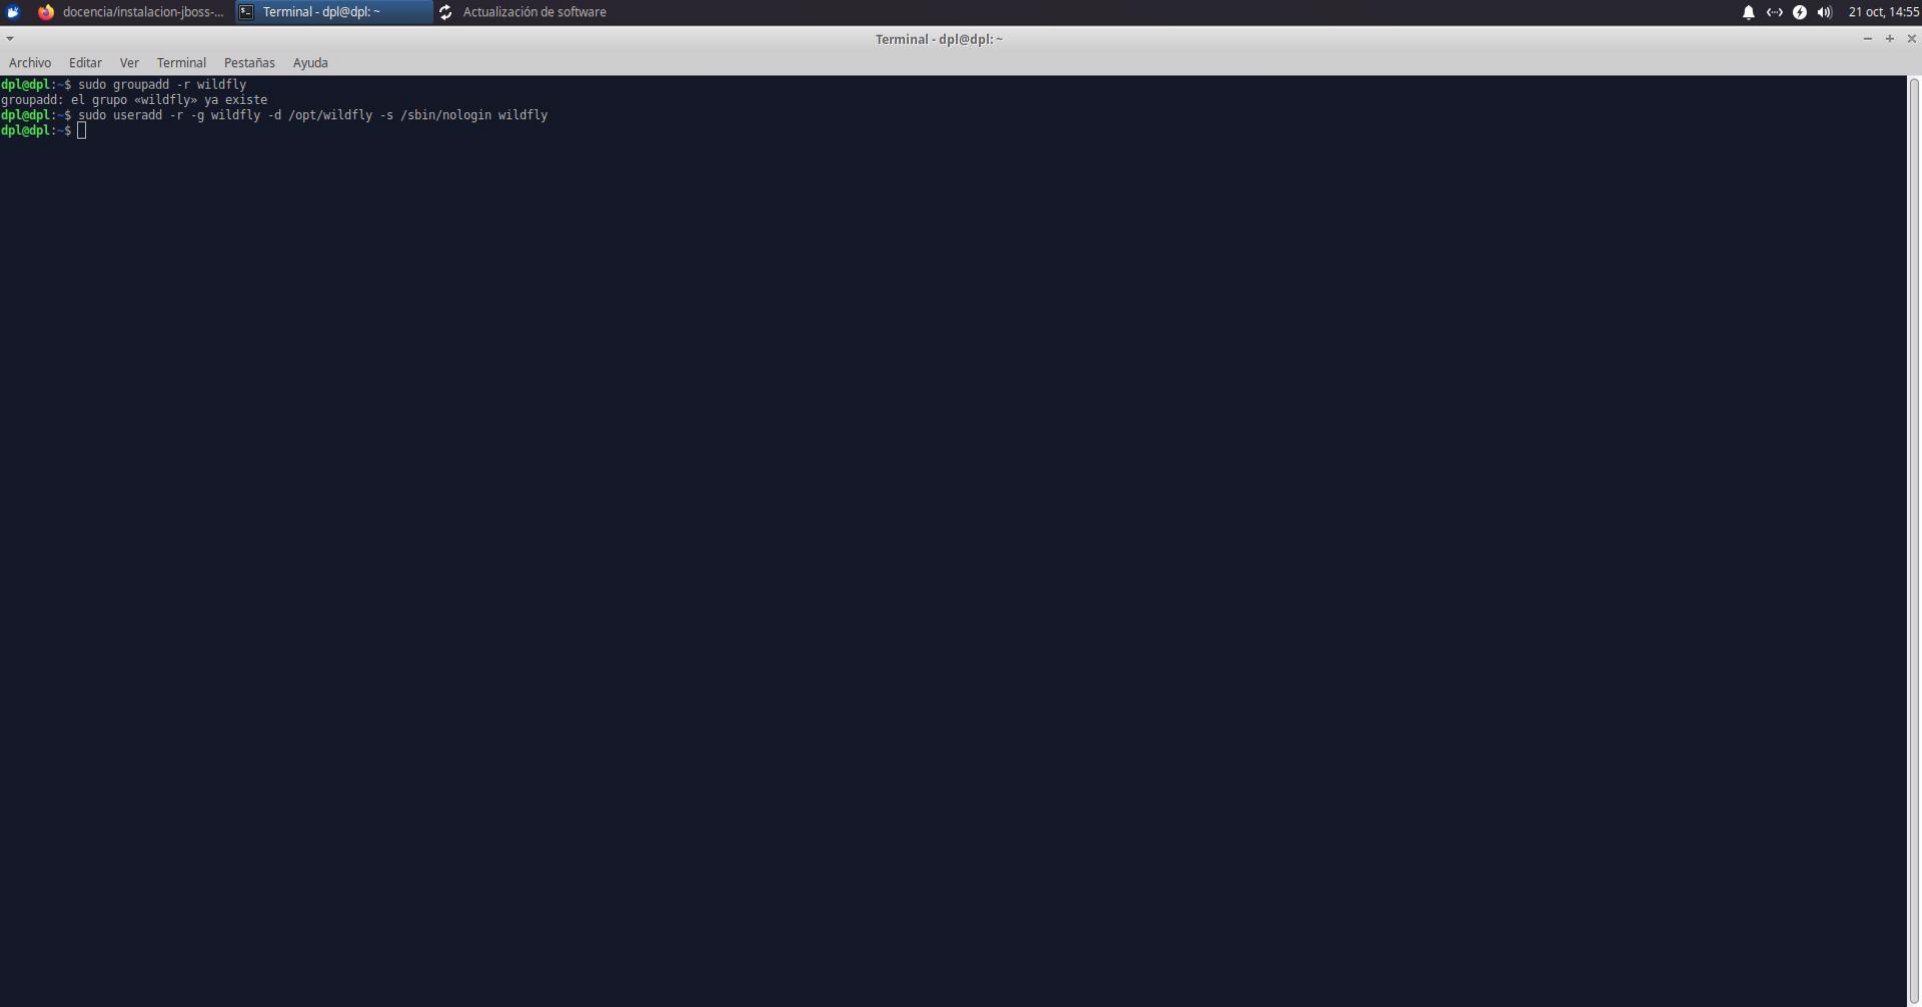 docencia/instalacion-jboss-... Terminal - dpl@dpl: ~ Actualización de software 21 oct, 14:55
Terminal - dpl@dpl: ~
Archivo Editar Ver Terminal Pestañas Ayuda
dpl@dpl:~$ sudo groupadd -r wildfly
groupadd: el grupo «wildfly» ya existe
dpl@dpl:~$ sudo useradd -r -g wildfly -d /opt/wildfly -s /sbin/nologin wildfly
dpl@dpl:~$